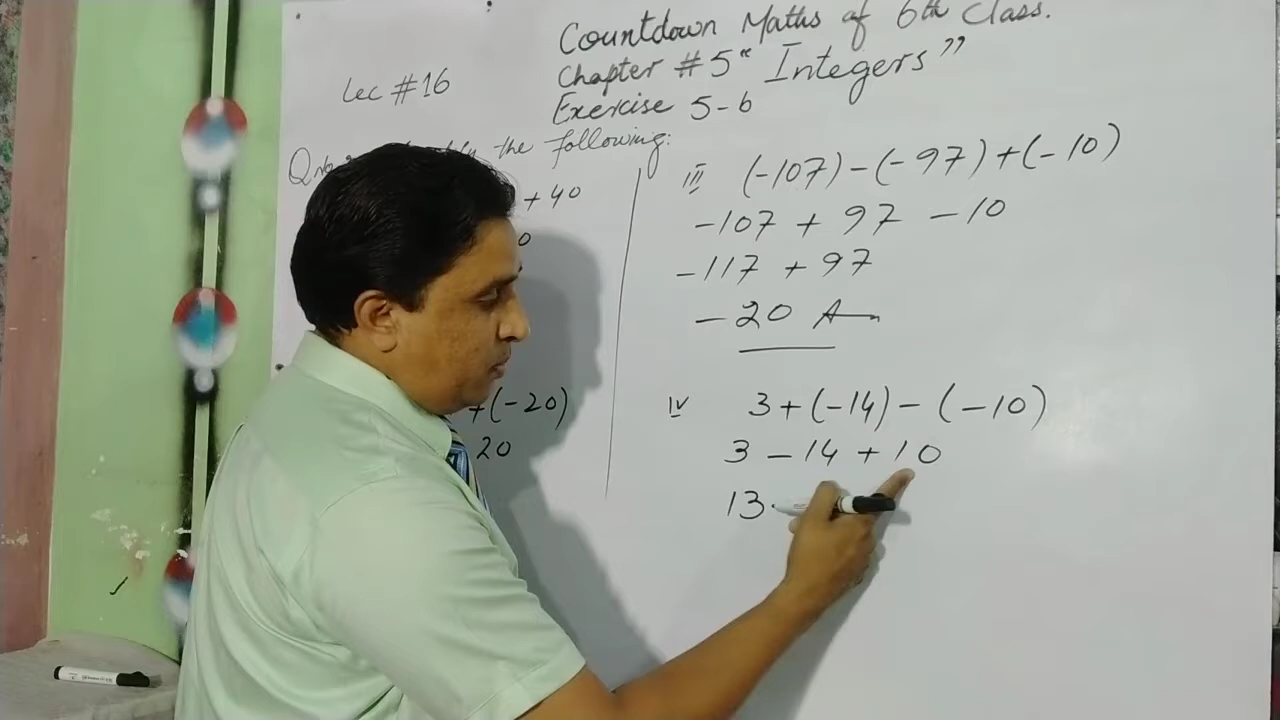 Countdown Maths of 6th Class.
Lec #16
Chapter #5 "Integers"
Exercise 5-b
the following:
+ 40
0
+(-20)
20
III (-107)-(-97)+(-10)
-107 + 97 -10
-117 + 97
-20 A
IV 3+(-14)-(-10)
3 -14 +10
13.